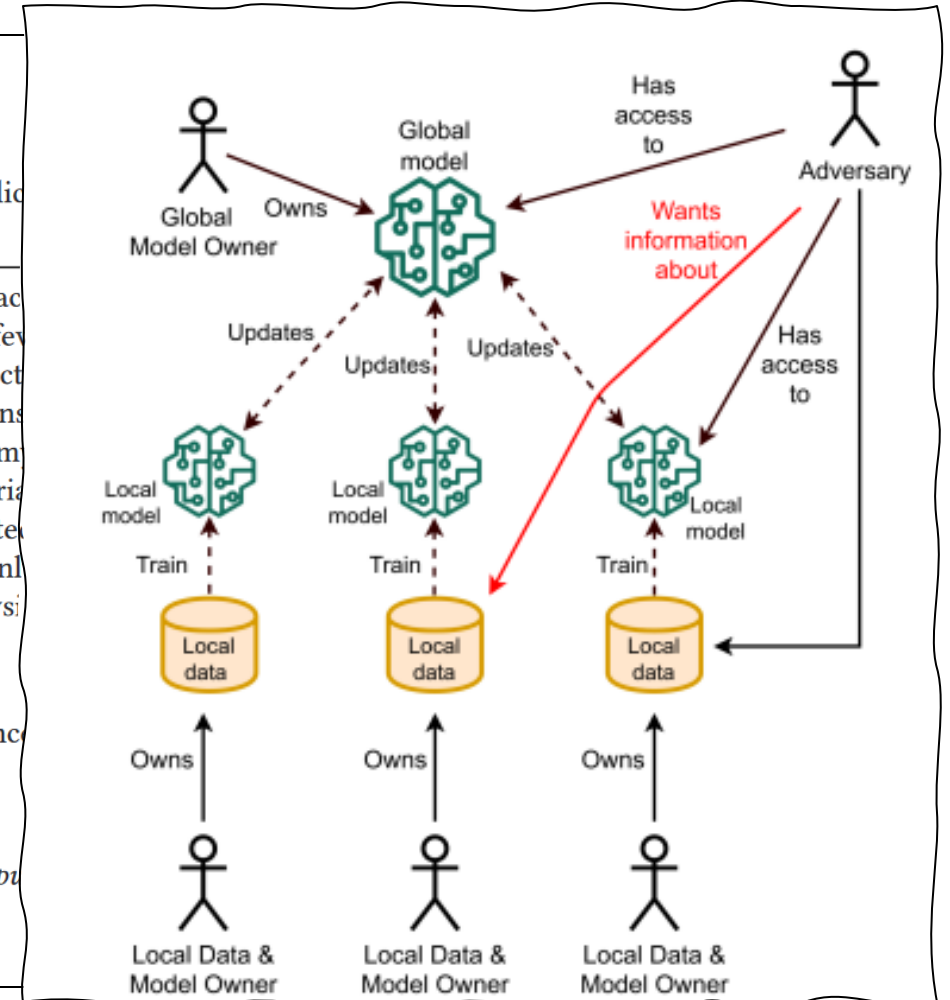 Has
access
to
Global
model
Adversary
Global
Model Owner
Owns
Wants
information
about
Updates
Updates
Updates
Has
access
to
Local
model
Local
model
Local
model
Train
Train
Train
Local
data
Local
data
Local
data
Owns
Owns
Owns
Local Data &
Model Owner
Local Data &
Model Owner
Local Data &
Model Owner